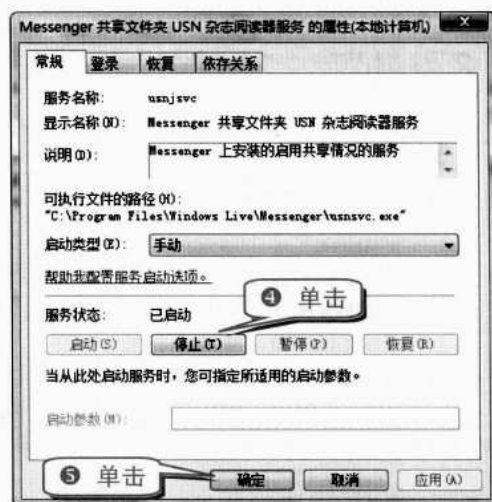 Messenger 共享文件夹 USN 杂志阅读器服务 的属性(本地计算机)
常规 登录 恢复 依存关系
服务名称: usnjsvc
显示名称(N): Messenger 共享文件夹 USN 杂志阅读器服务
说明(D): Messenger 上安装的启用共享情况的服务
可执行文件的路径(H):
"C:\Program Files\Windows Live\Messenger\usnsvc.exe"
启动类型(E): 手动
帮助我配置服务启动选项。
❹ 单击
服务状态: 已启动
启动(S) 停止(T) 暂停(P) 恢复(R)
当从此处启动服务时,您可指定所适用的启动参数。
启动参数(M):
❺ 单击 确定 取消 应用(A)